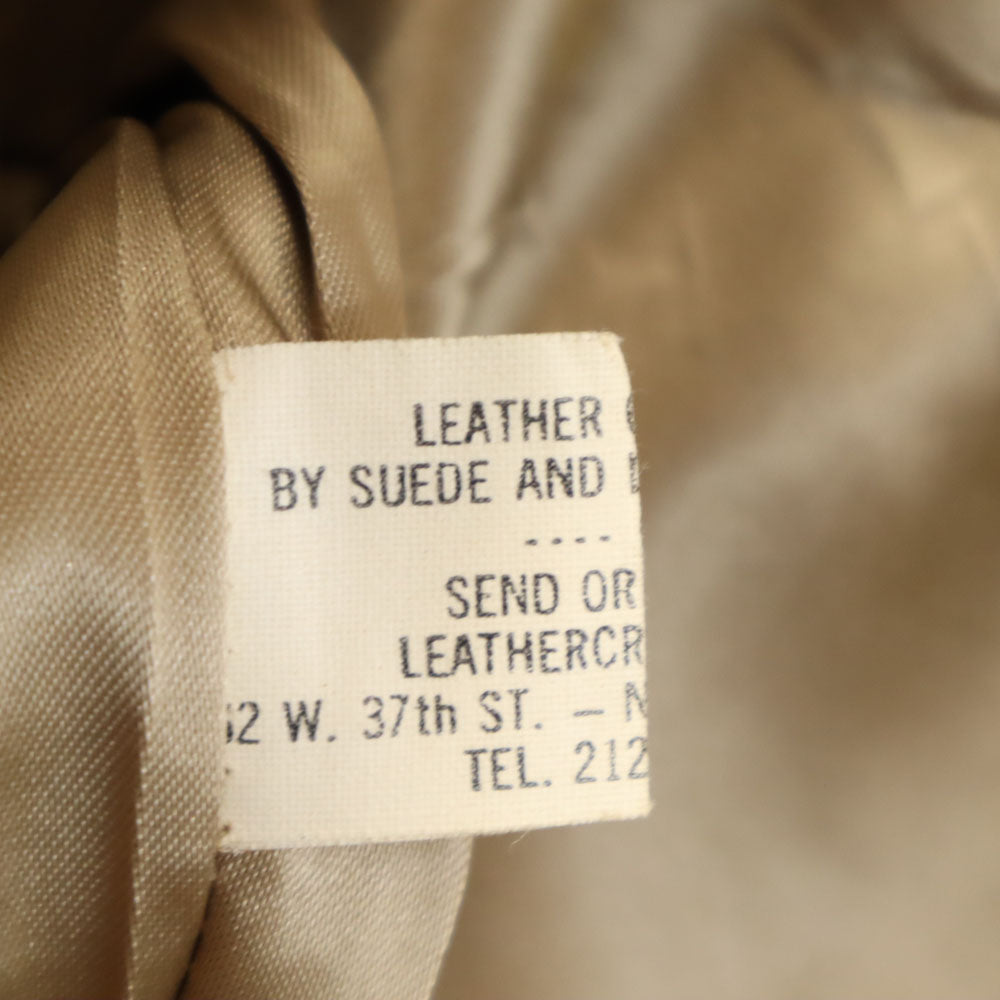 LEATHER
BY SUEDE AND
----
SEND OR
LEATHERCR
2 W. 37th ST. — N
TEL. 212